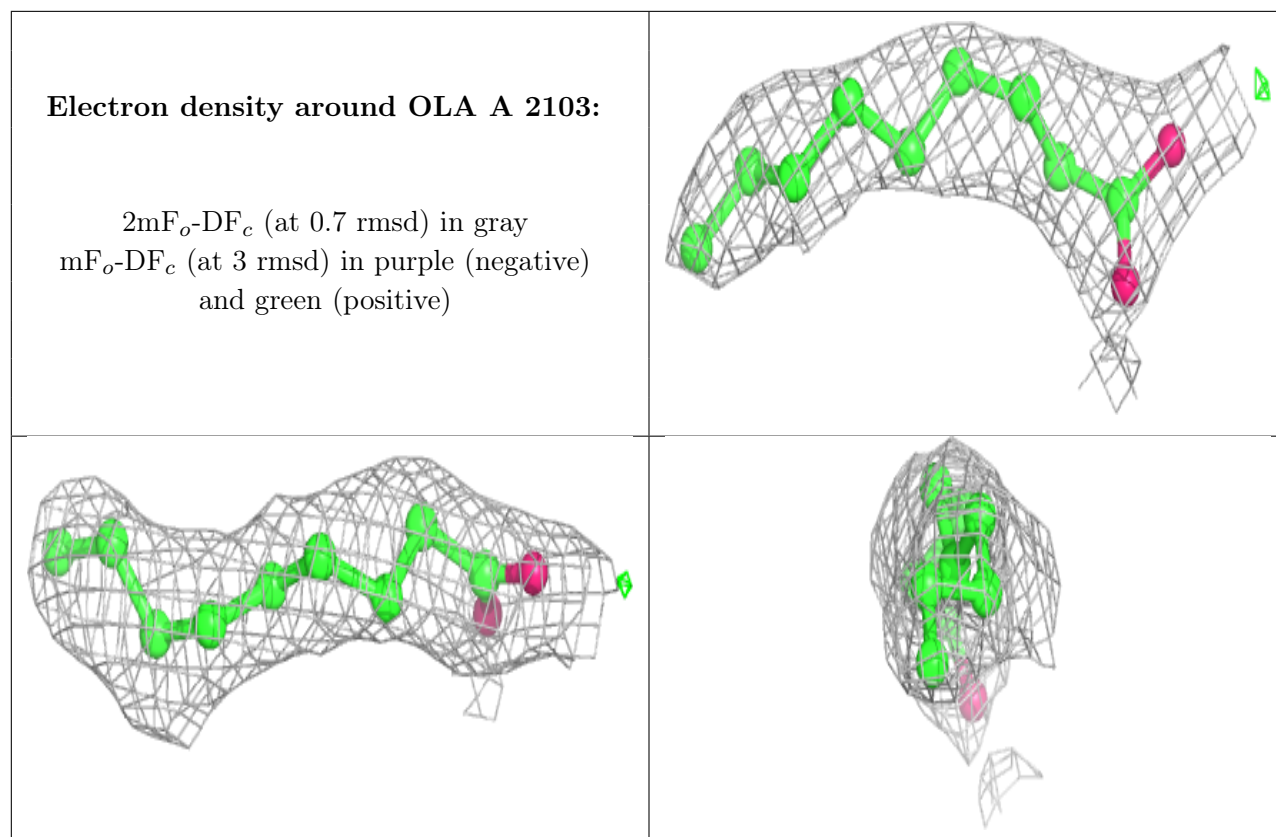 Electron density around OLA A 2103:
2mFₒ-DF𝒸 (at 0.7 rmsd) in gray
mFₒ-DF𝒸 (at 3 rmsd) in purple (negative)
and green (positive)